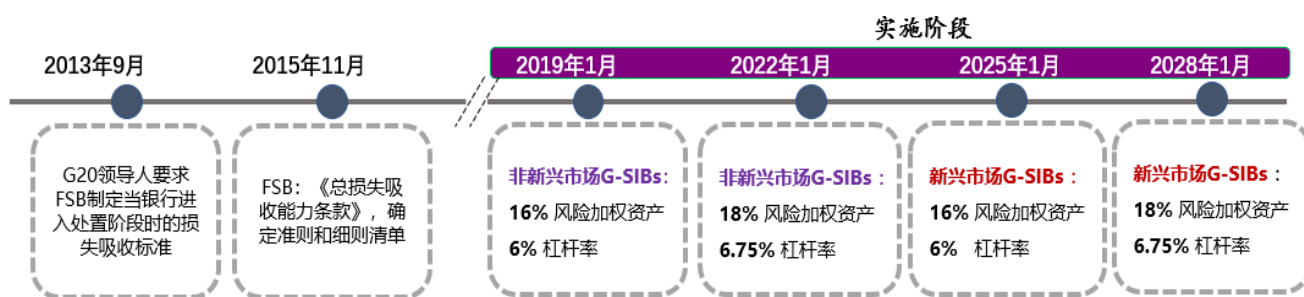 实施阶段
2013年9月
2015年11月
2019年1月
2022年1月
2025年1月
2028年1月
G20领导人要求
FSB制定当银行进
入处置阶段时的损
失吸收标准
FSB：《总损失吸
收能力条款》，确
定准则和细则清单
非新兴市场G-SIBs：
16% 风险加权资产
6% 杠杆率
非新兴市场G-SIBs：
18% 风险加权资产
6.75% 杠杆率
新兴市场G-SIBs：
16% 风险加权资产
6% 杠杆率
新兴市场G-SIBs：
18% 风险加权资产
6.75% 杠杆率